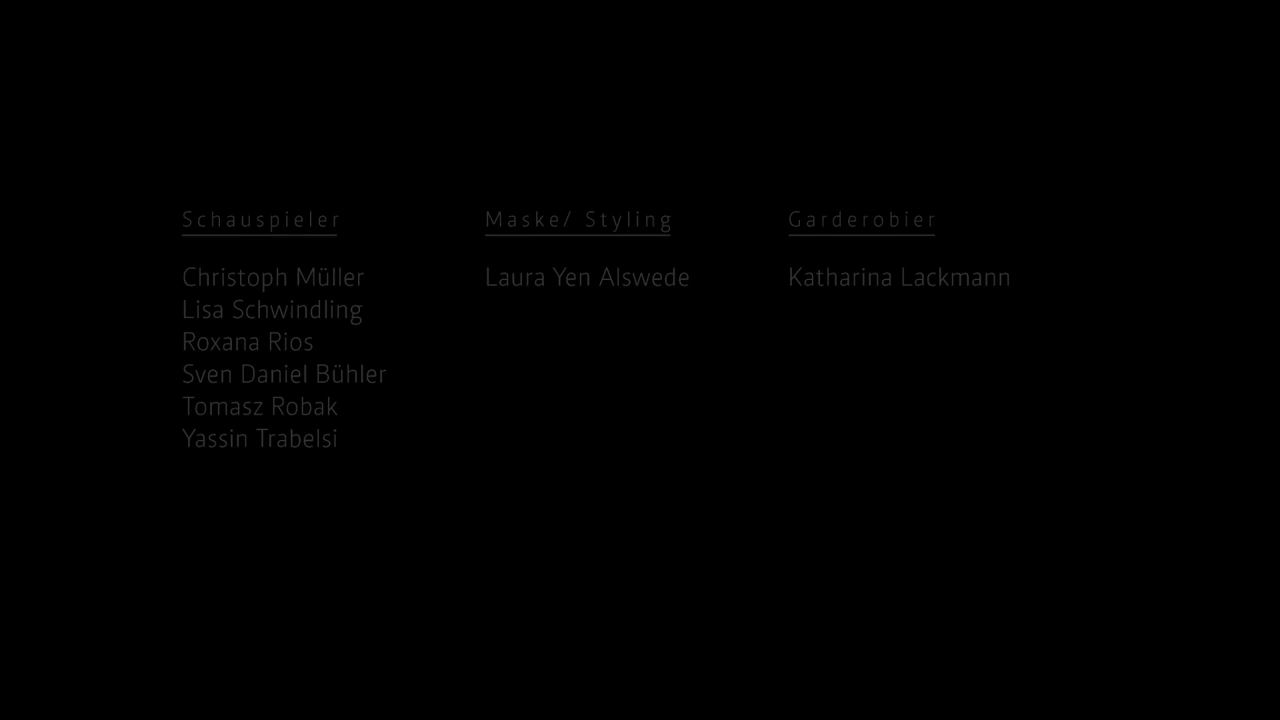 Schauspieler
Christoph Müller
Lisa Schwindling
Roxana Rios
Sven Daniel Bühler
Tomasz Robak
Yassin Trabelsi
Maske/ Styling
Laura Yen Alswede
Garderobier
Katharina Lackmann